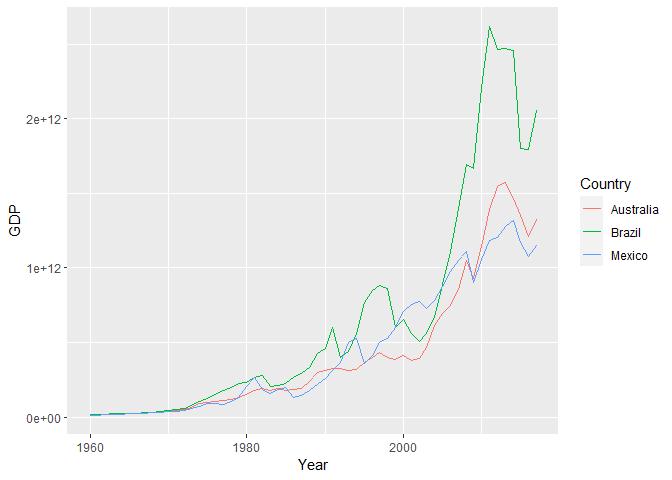 2e+12
1e+12
0e+00
GDP
1960
1980
2000
Year
Country
Australia
Brazil
Mexico